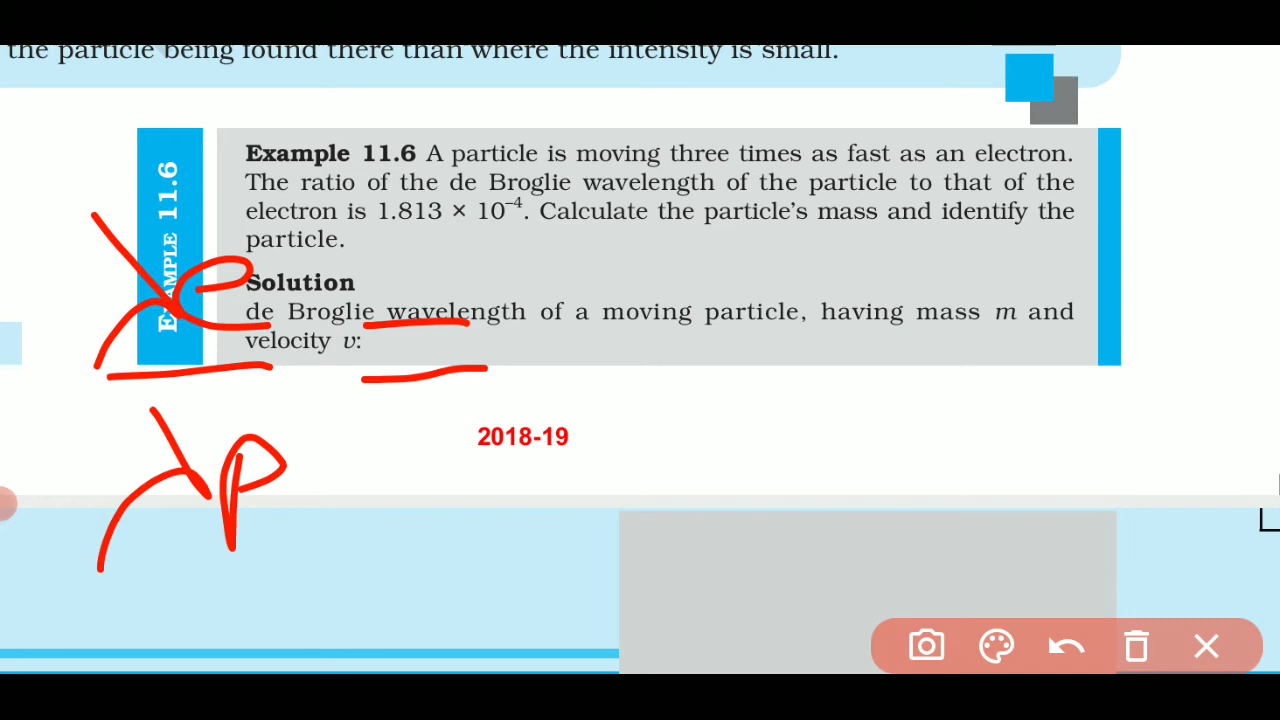 the particle being found there than where the intensity is small.
EXAMPLE 11.6
Example 11.6 A particle is moving three times as fast as an electron.
The ratio of the de Broglie wavelength of the particle to that of the
electron is 1.813 × 10⁻⁴. Calculate the particle's mass and identify the
particle.
Solution
de Broglie wavelength of a moving particle, having mass m and
velocity v:
λe
λp
2018-19